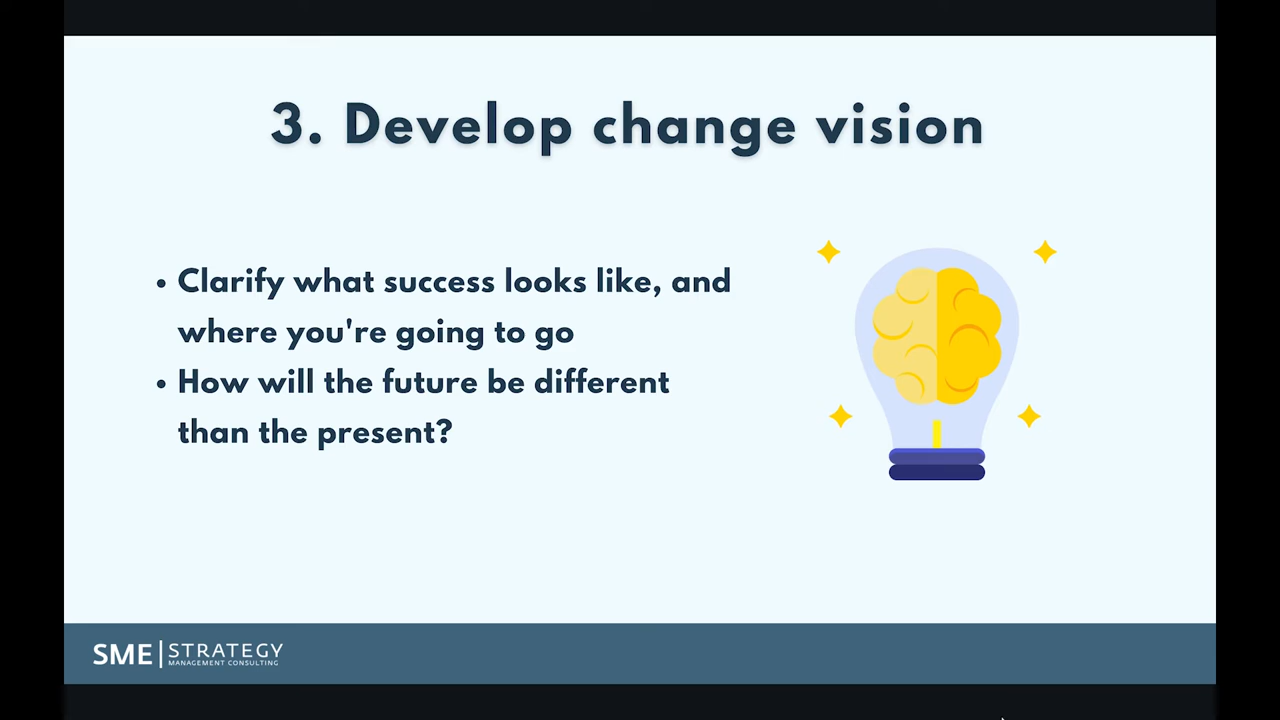 3. Develop change vision
• Clarify what success looks like, and
where you're going to go
• How will the future be different
than the present?
SME | STRATEGY
MANAGEMENT CONSULTING